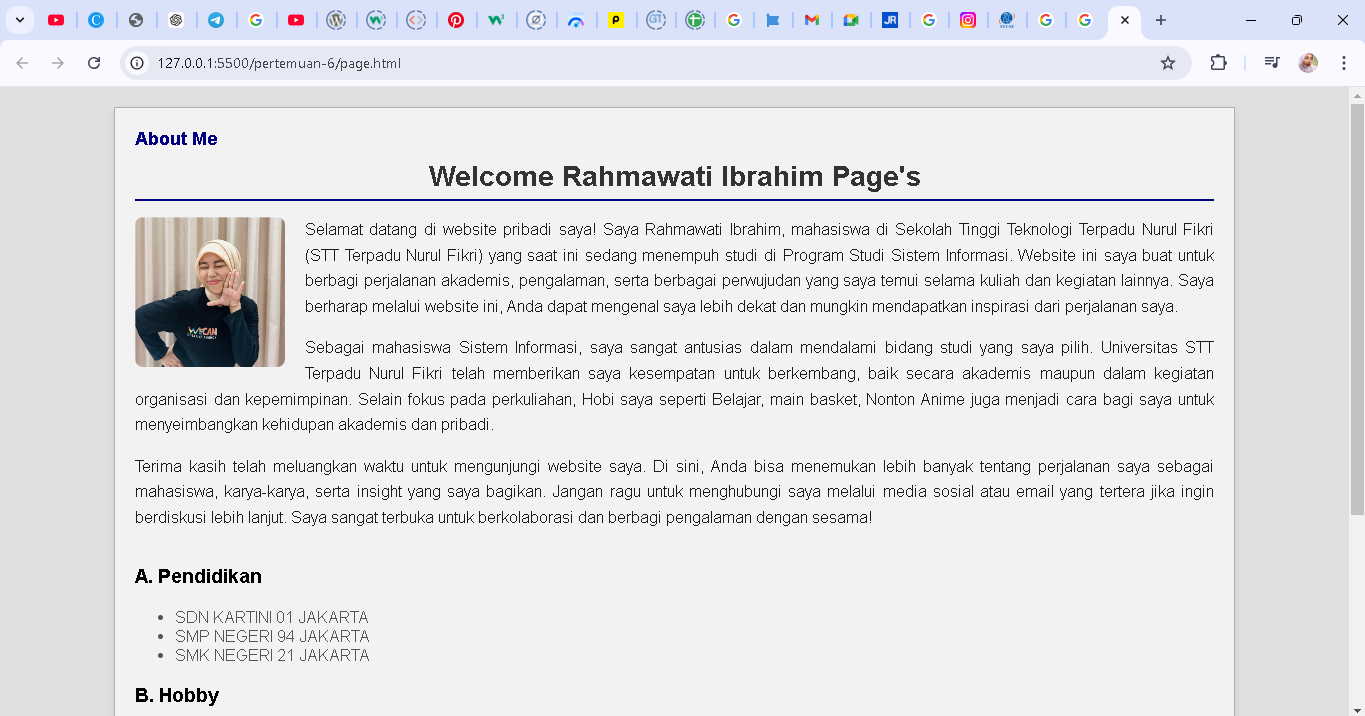 127.0.0.1:5500/pertemuan-6/page.html
About Me
Welcome Rahmawati Ibrahim Page's
Selamat datang di website pribadi saya! Saya Rahmawati Ibrahim, mahasiswa di Sekolah Tinggi Teknologi Terpadu Nurul Fikri
(STT Terpadu Nurul Fikri) yang saat ini sedang menempuh studi di Program Studi Sistem Informasi. Website ini saya buat untuk
berbagi perjalanan akademis, pengalaman, serta berbagai perwujudan yang saya temui selama kuliah dan kegiatan lainnya. Saya
berharap melalui website ini, Anda dapat mengenal saya lebih dekat dan mungkin mendapatkan inspirasi dari perjalanan saya.
Sebagai mahasiswa Sistem Informasi, saya sangat antusias dalam mendalami bidang studi yang saya pilih. Universitas STT
Terpadu Nurul Fikri telah memberikan saya kesempatan untuk berkembang, baik secara akademis maupun dalam kegiatan
organisasi dan kepemimpinan. Selain fokus pada perkuliahan, Hobi saya seperti Belajar, main basket, Nonton Anime juga menjadi cara bagi saya untuk
menyeimbangkan kehidupan akademis dan pribadi.
Terima kasih telah meluangkan waktu untuk mengunjungi website saya. Di sini, Anda bisa menemukan lebih banyak tentang perjalanan saya sebagai
mahasiswa, karya-karya, serta insight yang saya bagikan. Jangan ragu untuk menghubungi saya melalui media sosial atau email yang tertera jika ingin
berdiskusi lebih lanjut. Saya sangat terbuka untuk berkolaborasi dan berbagi pengalaman dengan sesama!
A. Pendidikan
• SDN KARTINI 01 JAKARTA
• SMP NEGERI 94 JAKARTA
• SMK NEGERI 21 JAKARTA
B. Hobby